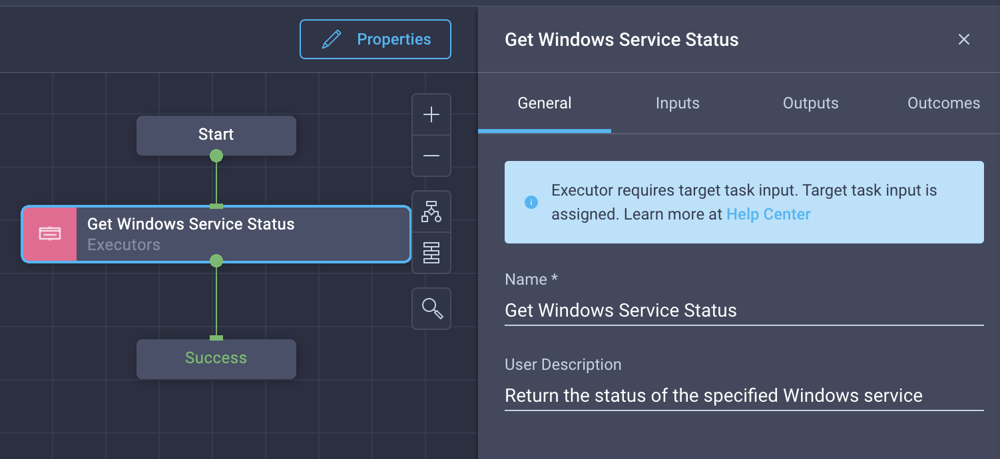 Properties
Start
Get Windows Service Status
Executors
Success
Get Windows Service Status
General
Inputs
Outputs
Outcomes
Executor requires target task input. Target task input is
assigned. Learn more at Help Center
Name *
Get Windows Service Status
User Description
Return the status of the specified Windows service